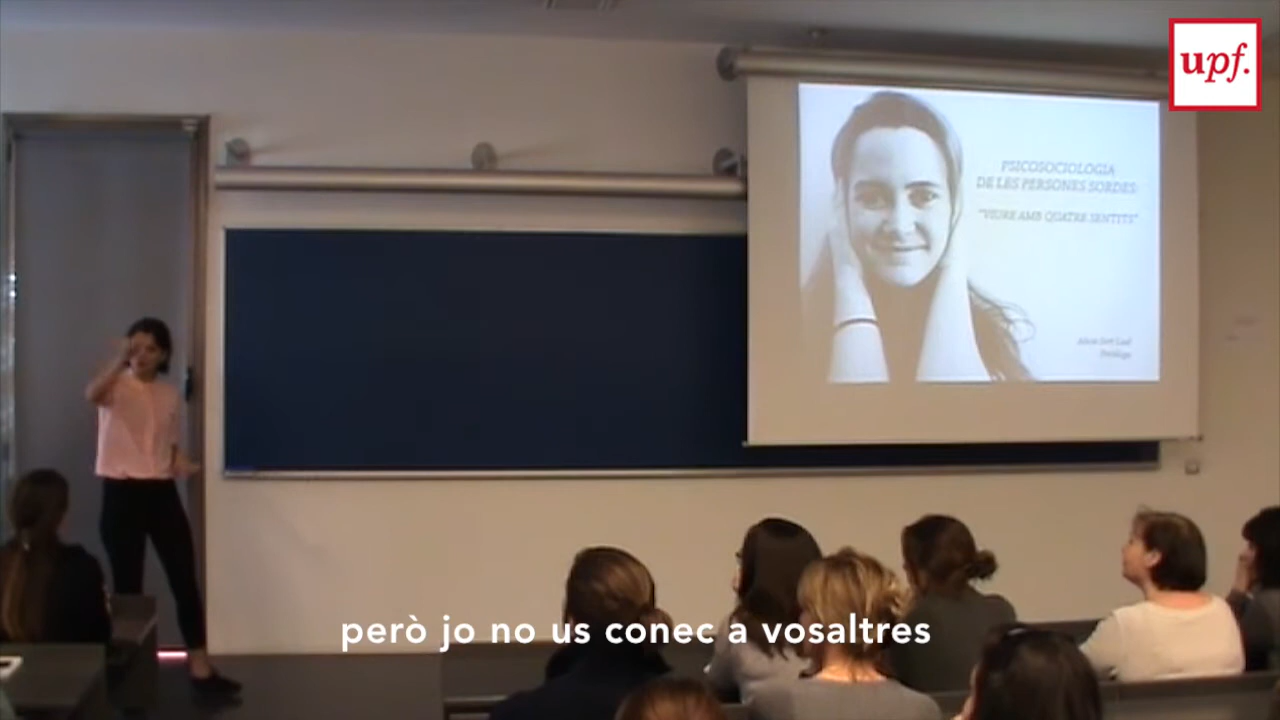 upf.
PSICOSOCIOLOGIA
DE LES PERSONES SORDES:
"VIURE AMB QUATRE SENTITS"
però jo no us conec a vosaltres